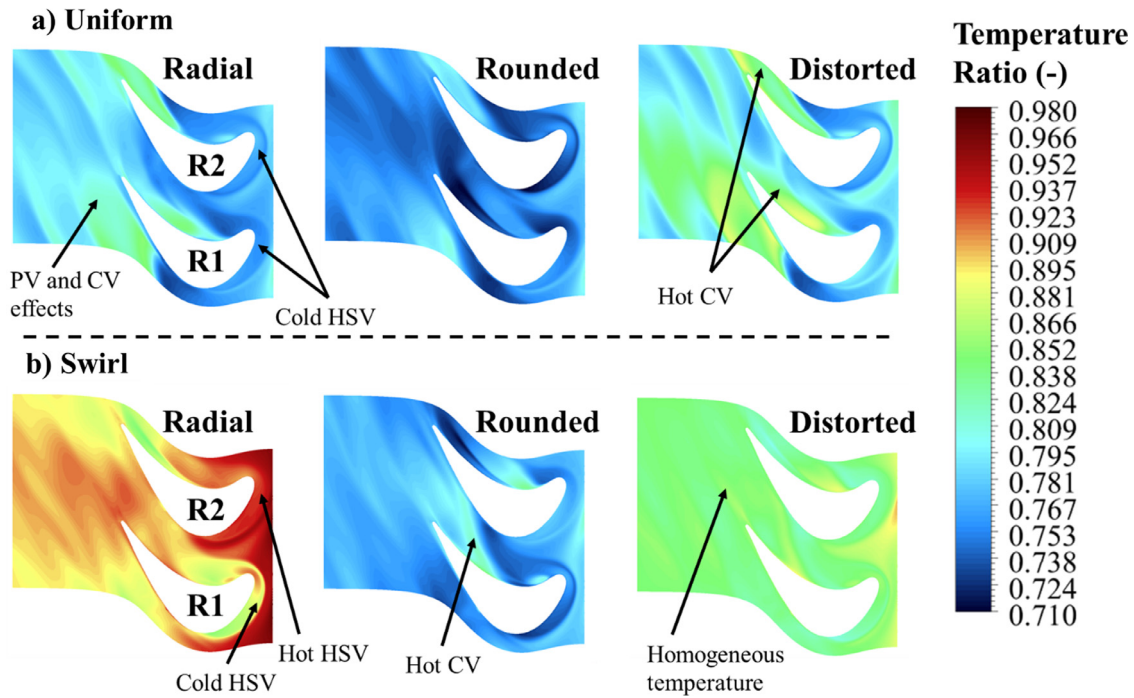 a) Uniform
Radial
Rounded
Distorted
R2
R1
PV and CV
effects
Cold HSV
Hot CV
b) Swirl
Radial
Rounded
Distorted
R2
R1
Hot HSV
Cold HSV
Hot CV
Homogeneous
temperature
Temperature
Ratio (-)
0.980
0.966
0.952
0.937
0.923
0.909
0.895
0.880
0.866
0.852
0.838
0.824
0.809
0.795
0.781
0.767
0.753
0.738
0.724
0.710